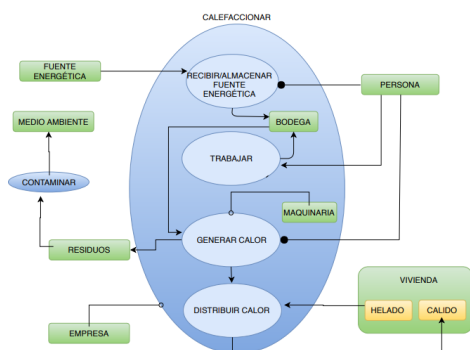 CALEFACCIONAR
FUENTE
ENERGÉTICA
RECIBIR/ALMACENAR
FUENTE
ENERGÉTICA
PERSONA
MEDIO AMBIENTE
BODEGA
TRABAJAR
CONTAMINAR
MAQUINARIA
RESIDUOS
GENERAR CALOR
VIVIENDA
HELADO
CALIDO
DISTRIBUIR CALOR
EMPRESA